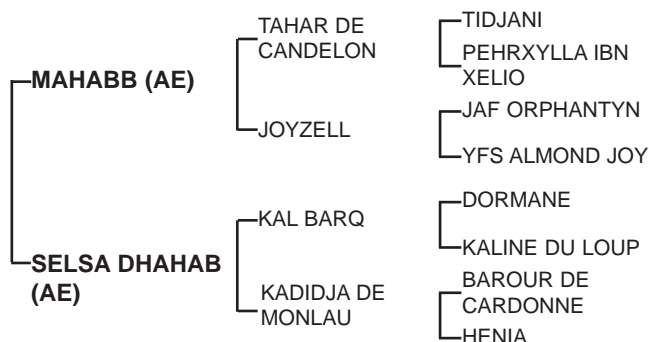 MAHABB (AE)
TAHAR DE
CANDELON
TIDJANI
PEHRXYLLA IBN
XELIO
JOYZELL
JAF ORPHANTYN
YFS ALMOND JOY
SELSA DHAHAB
(AE)
KAL BARQ
DORMANE
KALINE DU LOUP
KADIDJA DE
MONLAU
BAROUR DE
CARDONNE
HENIA